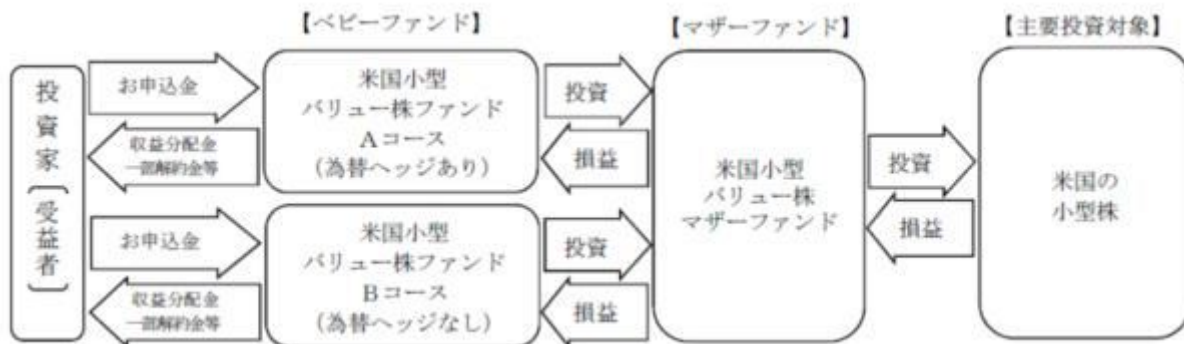 【ベビーファンド】
【マザーファンド】
【主要投資対象】
投資家
〔受益者〕
お申込金
収益分配金
一部解約金等
米国小型
バリュー株ファンド
Aコース
（為替ヘッジあり）
投資
損益
お申込金
収益分配金
一部解約金等
米国小型
バリュー株ファンド
Bコース
（為替ヘッジなし）
投資
損益
米国小型
バリュー株
マザーファンド
投資
損益
米国の
小型株